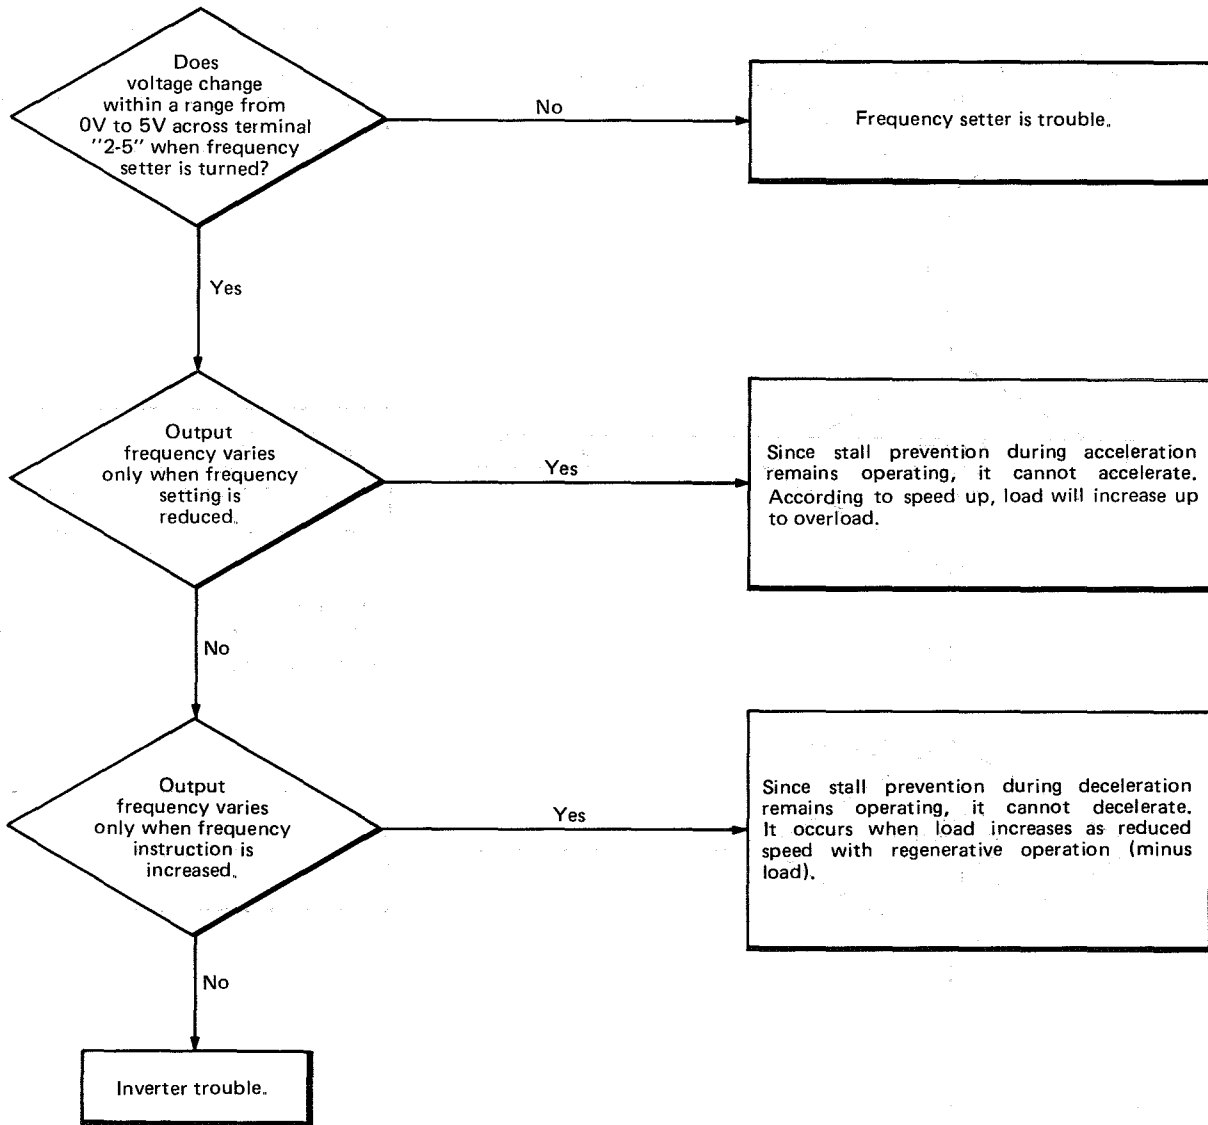 Does
voltage change
within a range from
0V to 5V across terminal
"2-5" when frequency
setter is turned?
No
Frequency setter is trouble.
Yes
Output
frequency varies
only when frequency
setting is
reduced.
Yes
Since stall prevention during acceleration
remains operating, it cannot accelerate.
According to speed up, load will increase up
to overload.
No
Output
frequency varies
only when frequency
instruction is
increased.
Yes
Since stall prevention during deceleration
remains operating, it cannot decelerate.
It occurs when load increases as reduced
speed with regenerative operation (minus
load).
No
Inverter trouble.